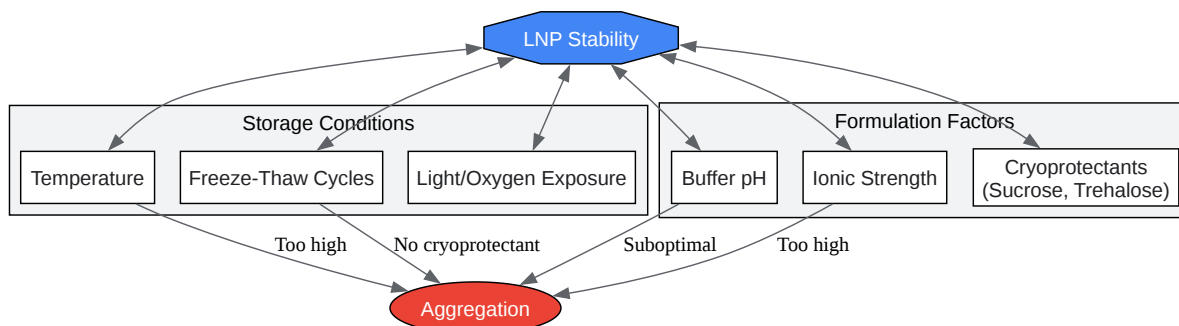 LNP Stability
Storage Conditions
Formulation Factors
Temperature
Freeze-Thaw Cycles
Light/Oxygen Exposure
Buffer pH
Ionic Strength
Cryoprotectants
(Sucrose, Trehalose)
Too high
No cryoprotectant
Suboptimal
Too high
Aggregation